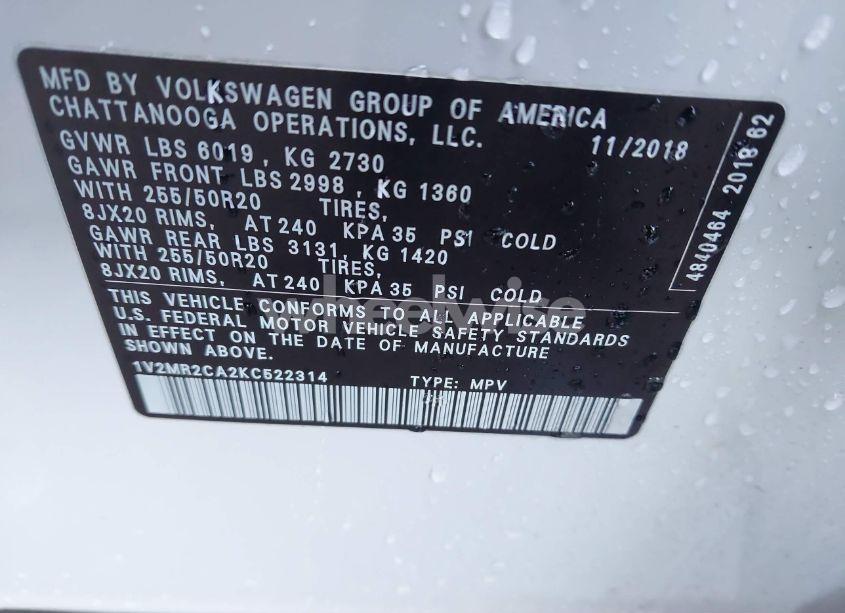 MFD BY VOLKSWAGEN GROUP OF AMERICA
CHATTANOOGA OPERATIONS, LLC.
11/2018
GVWR LBS 6019, KG 2730
GAWR FRONT LBS 2998, KG 1360
WITH 255/50R20 TIRES,
8JX20 RIMS, AT 240 KPA 35 PSI COLD
GAWR REAR LBS 3131, KG 1420
WITH 255/50R20 TIRES,
8JX20 RIMS, AT 240 KPA 35 PSI COLD
THIS VEHICLE CONFORMS TO ALL APPLICABLE
U.S. FEDERAL MOTOR VEHICLE SAFETY STANDARDS
IN EFFECT ON THE DATE OF MANUFACTURE
SHOWN ABOVE.
1V2MR2CA2KC522314 TYPE: MPV
4840464 2018 62